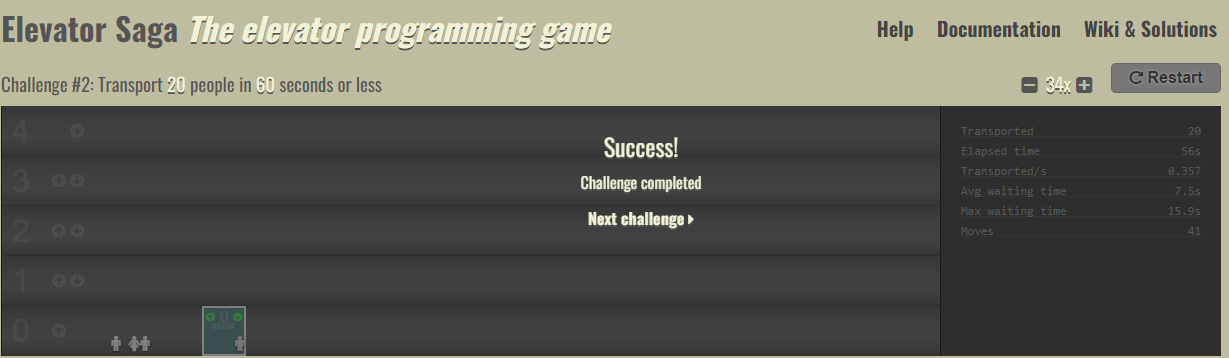 Elevator Saga The elevator programming game
Help Documentation Wiki & Solutions
Challenge #2: Transport 20 people in 60 seconds or less
34x Restart
4
3
2
1
0
0
01234
Success!
Challenge completed
Next challenge
Transported 20
Elapsed time 56s
Transported/s 0.357
Avg waiting time 7.5s
Max waiting time 15.9s
Moves 41